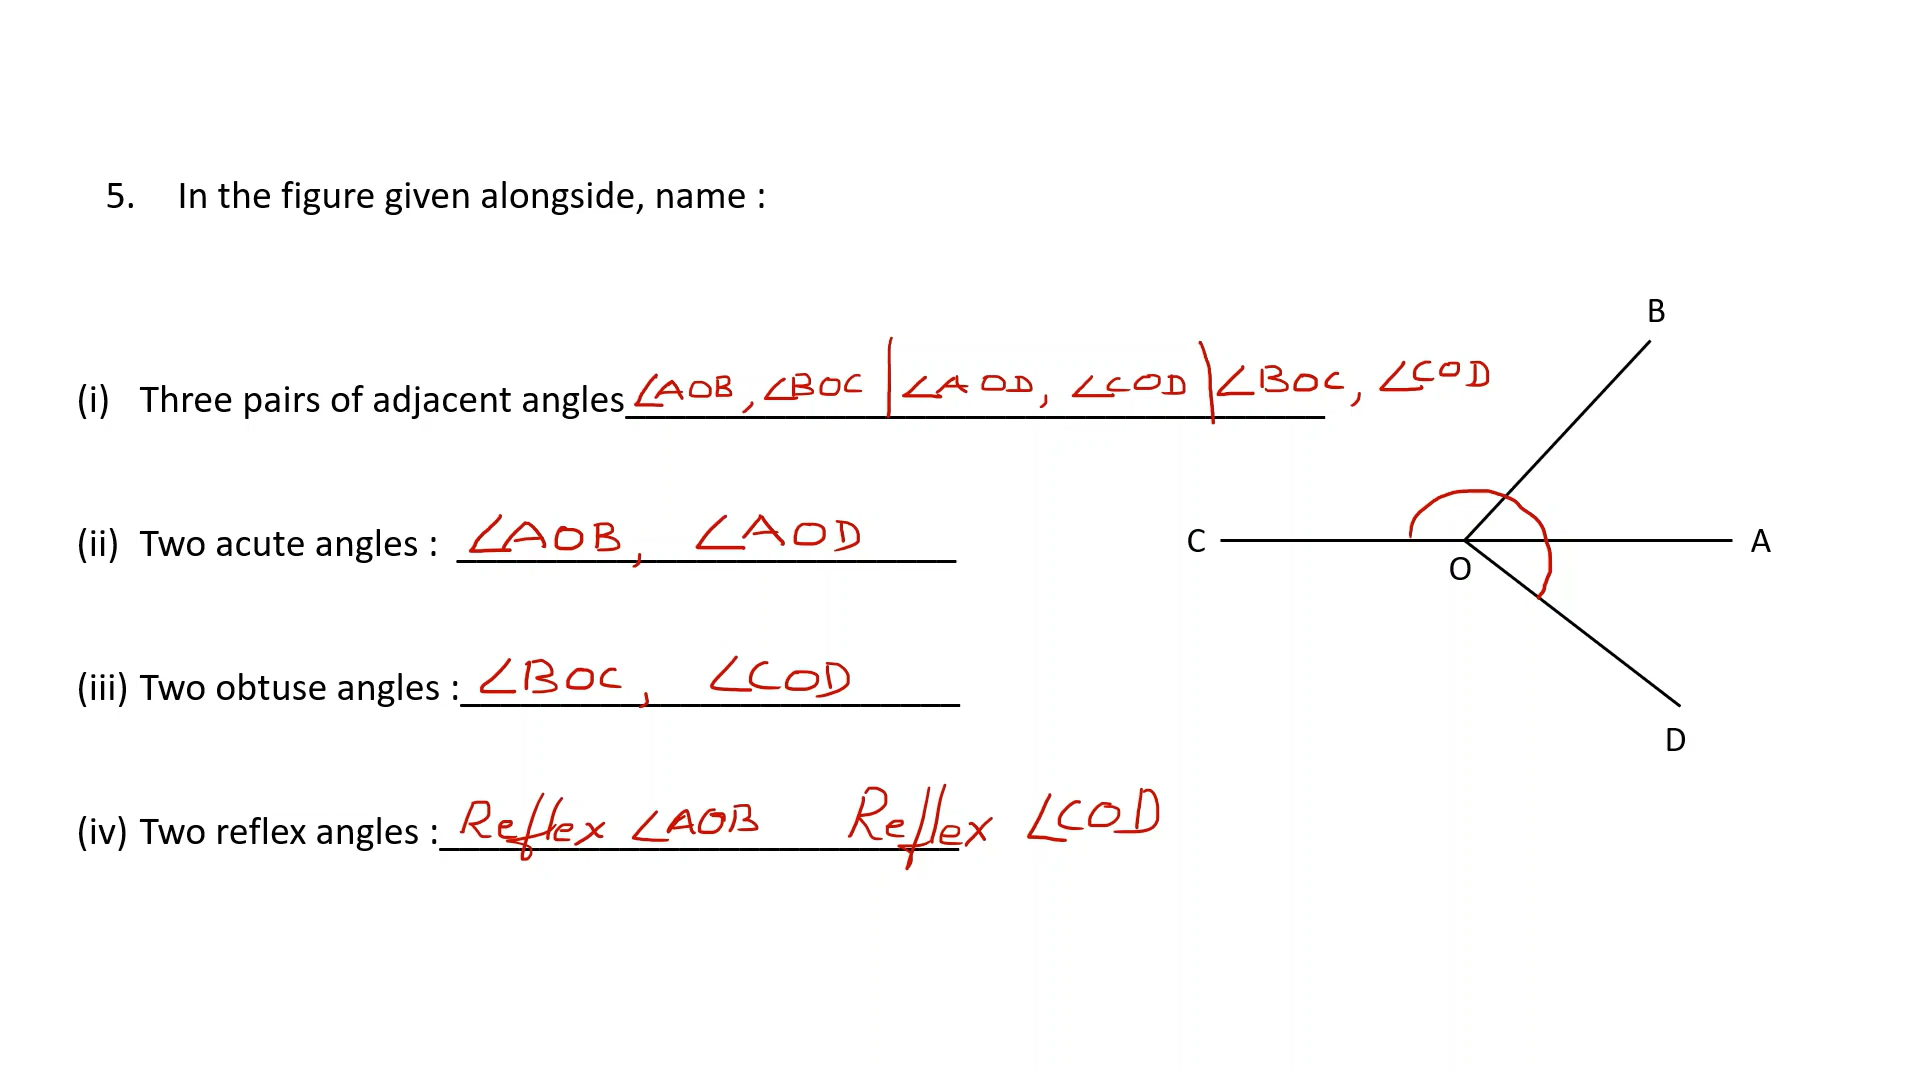 5. In the figure given alongside, name :
B
(i) Three pairs of adjacent angles ∠AOB, ∠BOC | ∠AOD, ∠COD | ∠BOC, ∠COD
(ii) Two acute angles : ∠AOB, ∠AOD
C A
O
(iii) Two obtuse angles : ∠BOC, ∠COD
D
(iv) Two reflex angles : Reflex ∠AOB Reflex ∠COD